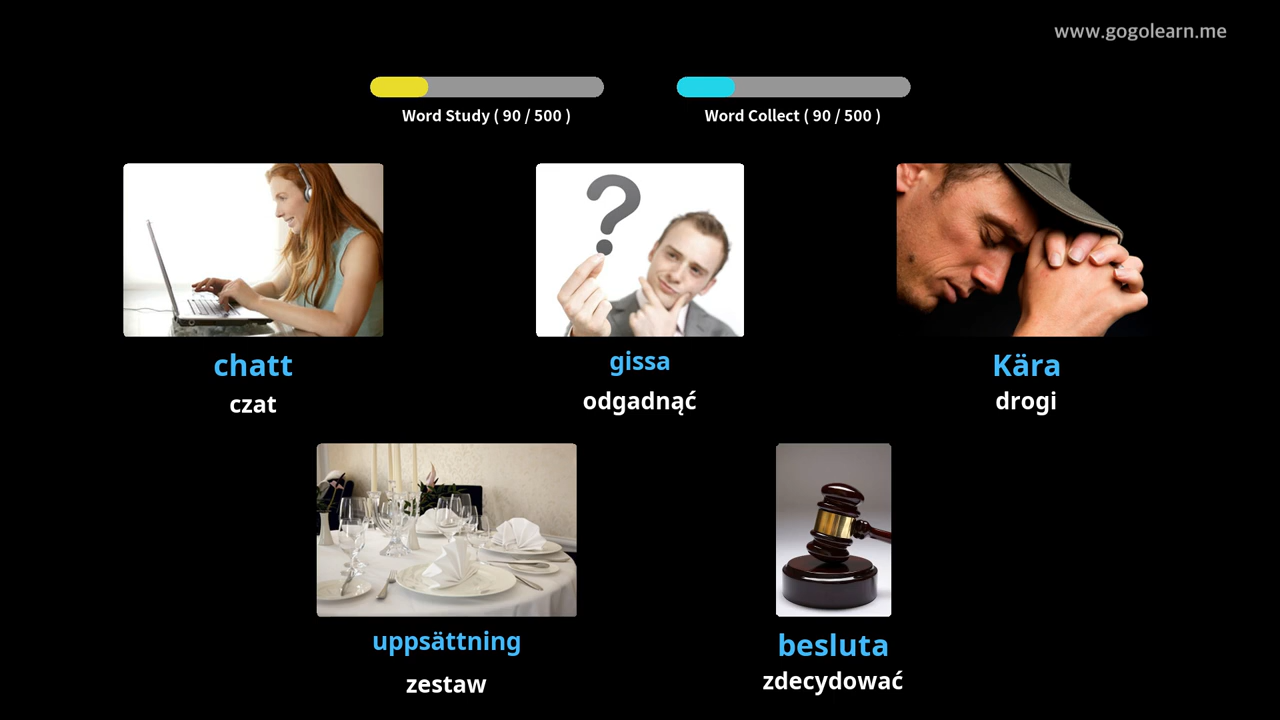 www.gogolearn.me
Word Study ( 90 / 500 )
Word Collect ( 90 / 500 )
chatt
czat
gissa
odgadnąć
Kära
drogi
uppsättning
zestaw
besluta
zdecydować